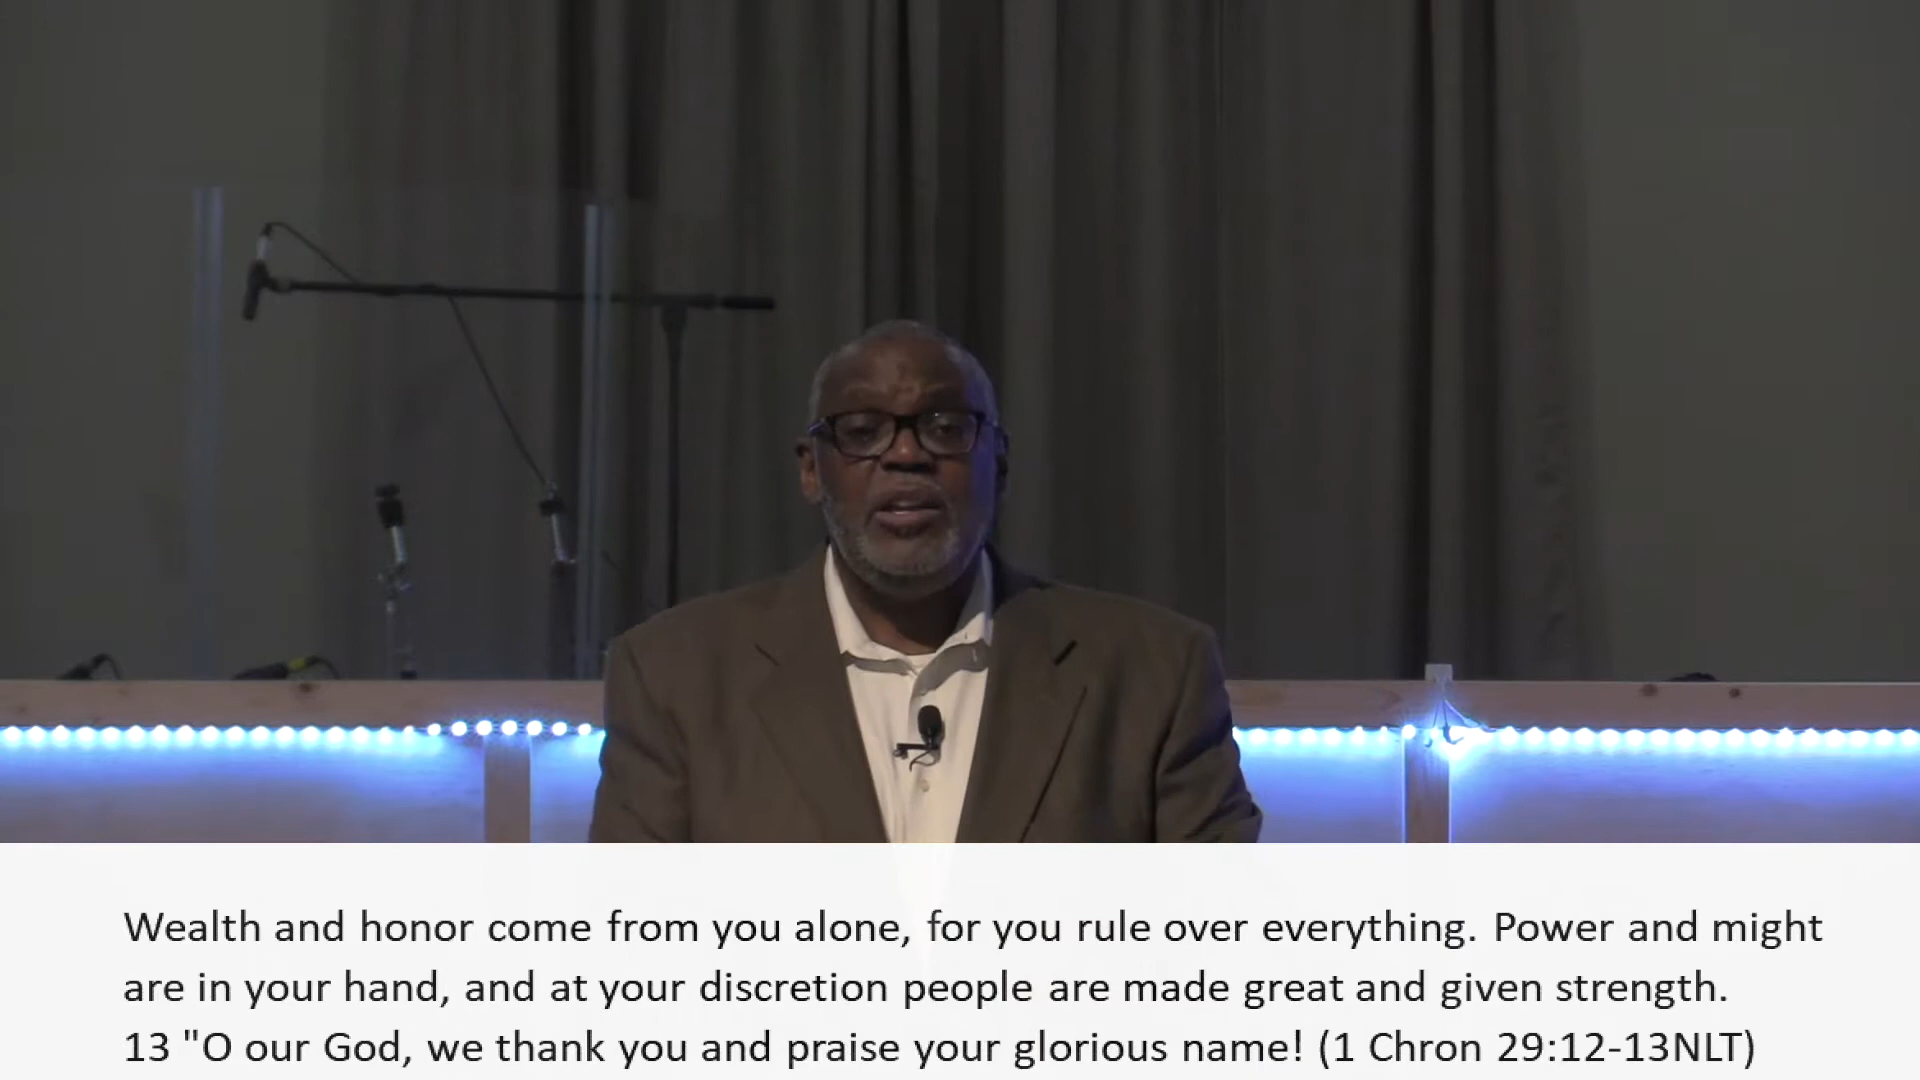 Wealth and honor come from you alone, for you rule over everything. Power and might
are in your hand, and at your discretion people are made great and given strength.
13 "O our God, we thank you and praise your glorious name! (1 Chron 29:12-13NLT)